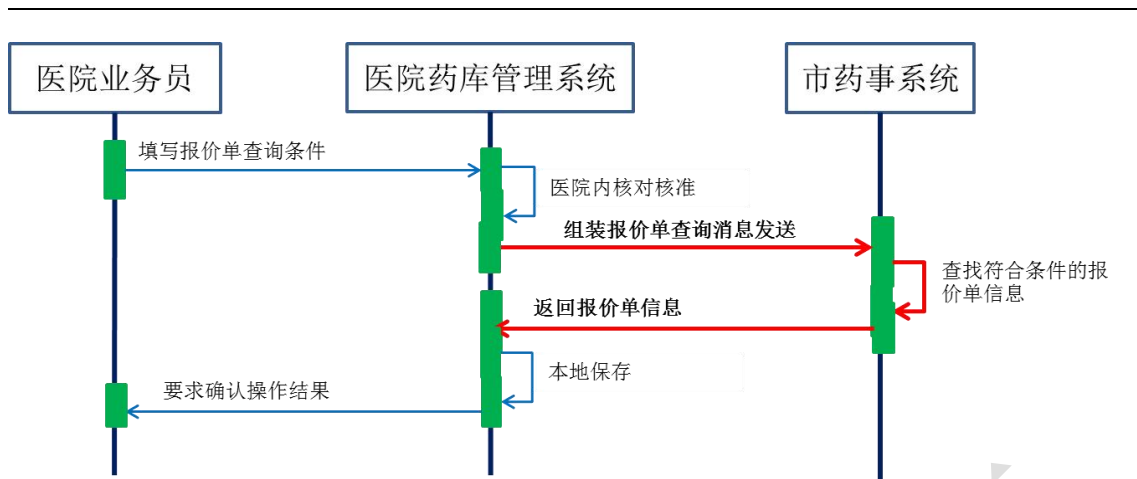 医院业务员
医院药库管理系统
市药事系统
填写报价单查询条件
医院内核对核准
组装报价单查询消息发送
查找符合条件的报
价单信息
返回报价单信息
本地保存
要求确认操作结果